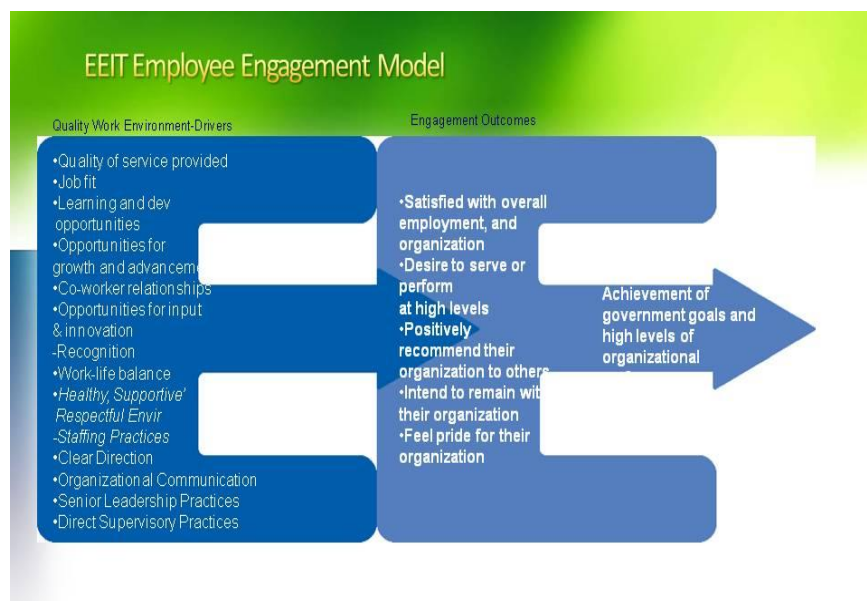 EEIT Employee Engagement Model
Quality Work Environment-Drivers
•Quality of service provided
•Job fit
•Learning and dev
opportunities
•Opportunities for
growth and advancem
•Co-worker relationships
•Opportunities for input
& innovation
-Recognition
•Work-life balance
•Healthy, Supportive'
Respectful Envir
-Staffing Practices
•Clear Direction
•Organizational Communication
•Senior Leadership Practices
•Direct Supervisory Practices
Engagement Outcomes
•Satisfied with overall
employment, and
organization
•Desire to serve or
perform
at high levels
•Positively
recommend their
organization to others
•Intend to remain wit
their organization
•Feel pride for their
organization
Achievement of
government goals and
high levels of
organizational